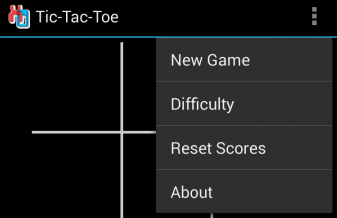 Tic-Tac-Toe
New Game
Difficulty
Reset Scores
About